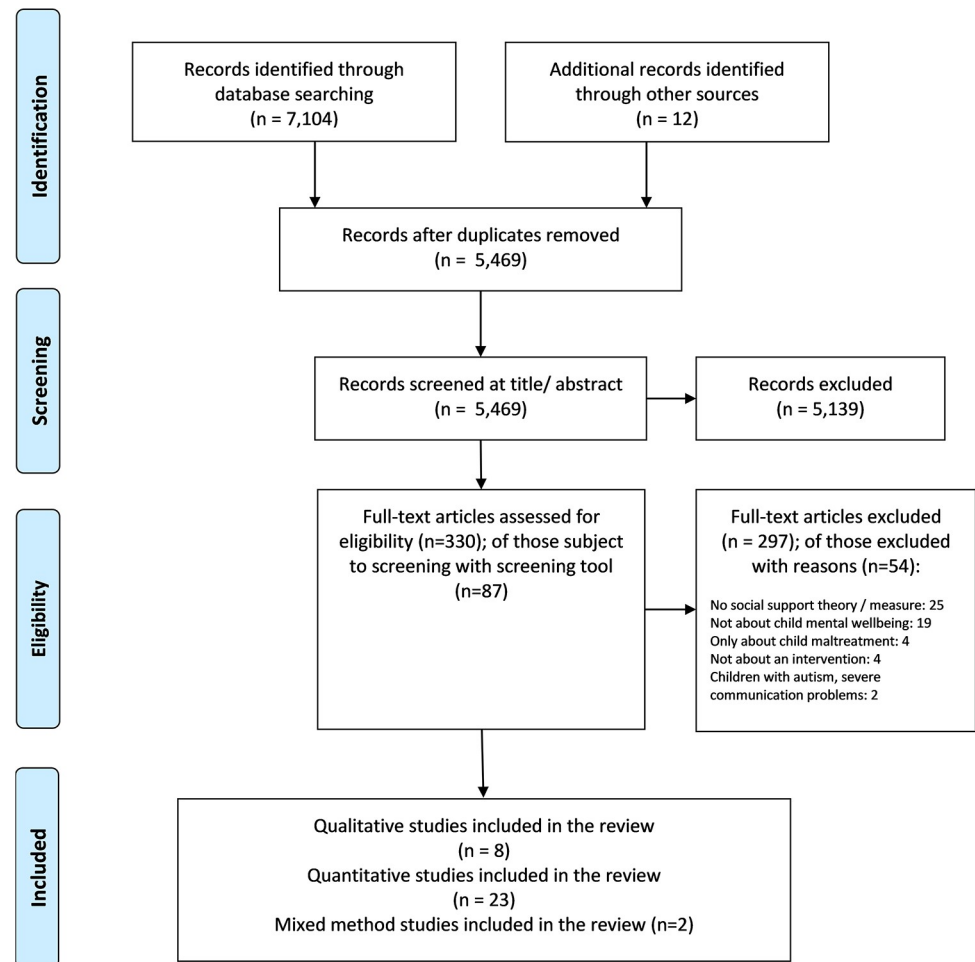 Identification
Records identified through
database searching
(n = 7,104)
Additional records identified
through other sources
(n = 12)
Records after duplicates removed
(n = 5,469)
Screening
Records screened at title/ abstract
(n = 5,469)
Records excluded
(n = 5,139)
Eligibility
Full-text articles assessed for
eligibility (n=330); of those subject
to screening with screening tool
(n=87)
Full-text articles excluded
(n = 297); of those excluded
with reasons (n=54):
No social support theory / measure: 25
Not about child mental wellbeing: 19
Only about child maltreatment: 4
Not about an intervention: 4
Children with autism, severe
communication problems: 2
Included
Qualitative studies included in the review
(n = 8)
Quantitative studies included in the review
(n = 23)
Mixed method studies included in the review (n=2)